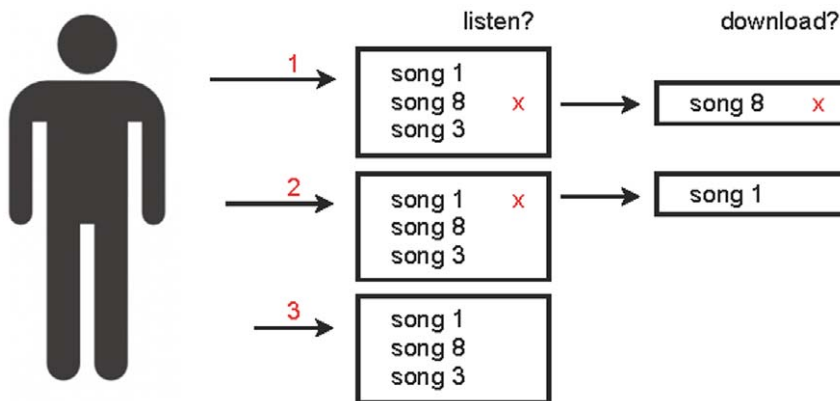 listen?
download?
1
song 1
song 8 x
song 3
song 8 x
2
song 1 x
song 8
song 3
song 1
3
song 1
song 8
song 3